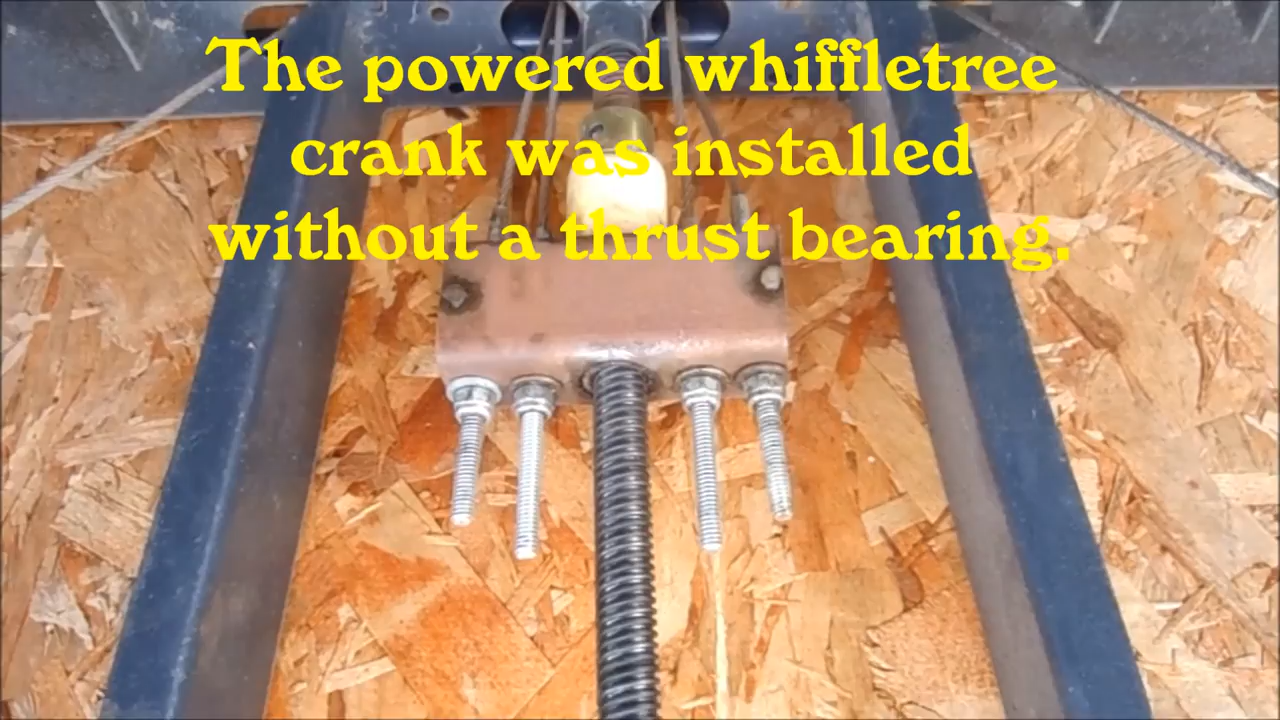 The powered whiffletree
crank was installed
without a thrust bearing.